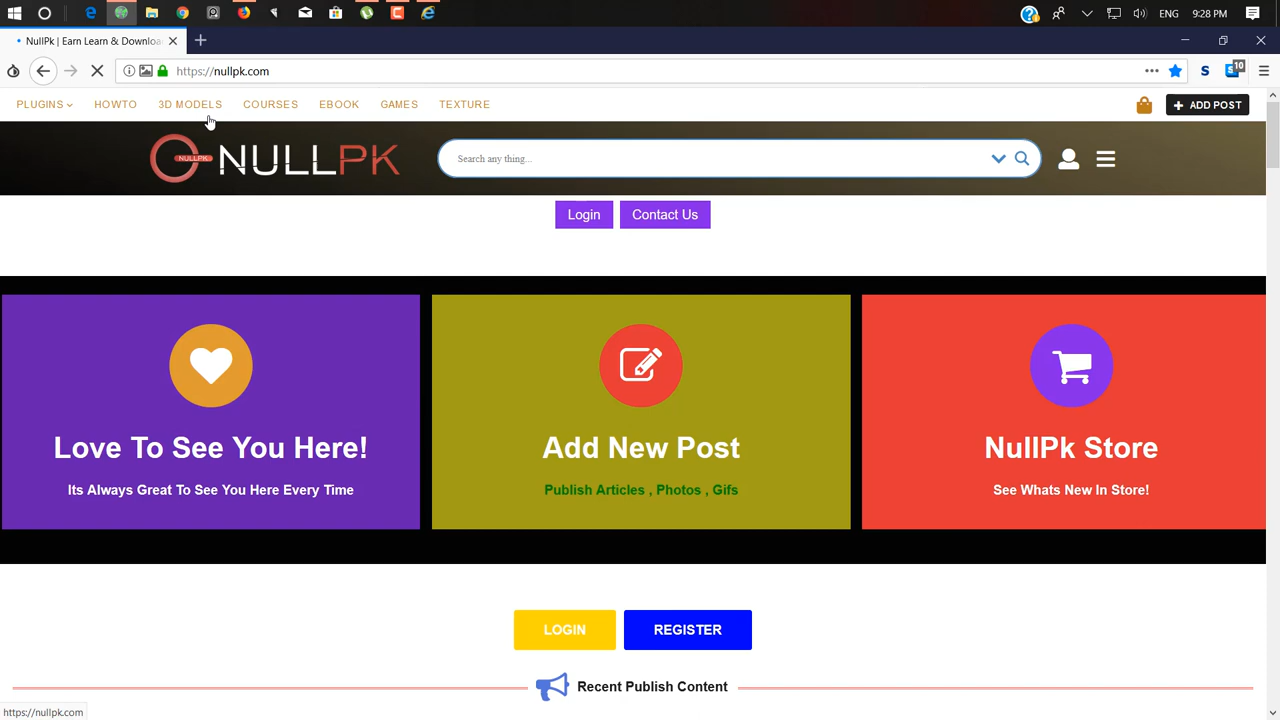 ENG 9:28 PM
NullPk | Earn Learn & Downloa
https://nullpk.com
10
PLUGINS HOWTO 3D MODELS COURSES EBOOK GAMES TEXTURE ADD POST
NULLPK NULLPK Search any thing...
Login Contact Us
Love To See You Here! Add New Post NullPk Store
Its Always Great To See You Here Every Time Publish Articles , Photos , Gifs See Whats New In Store!
LOGIN REGISTER
Recent Publish Content
https://nullpk.com